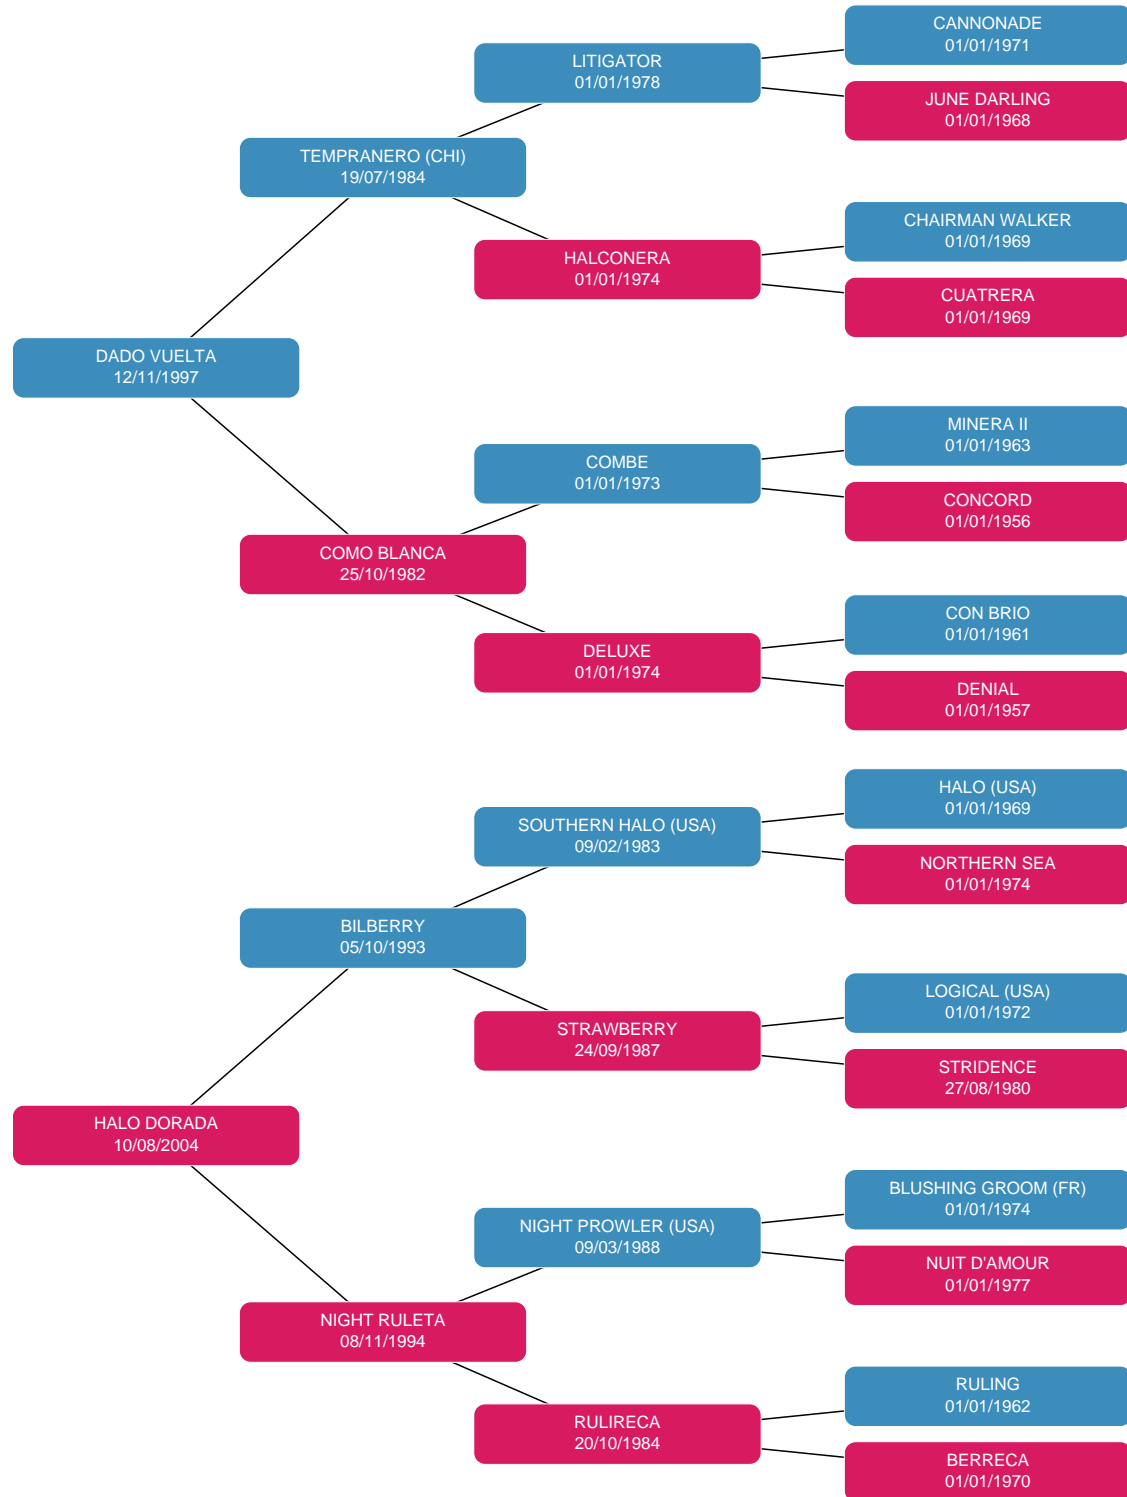 CANNONADE
01/01/1971
LITIGATOR
01/01/1978
JUNE DARLING
01/01/1968
TEMPRANERO (CHI)
19/07/1984
CHAIRMAN WALKER
01/01/1969
HALCONERA
01/01/1974
CUATRERA
01/01/1969
DADO VUELTA
12/11/1997
MINERA II
01/01/1963
COMBE
01/01/1973
CONCORD
01/01/1956
COMO BLANCA
25/10/1982
CON BRIO
01/01/1961
DELUXE
01/01/1974
DENIAL
01/01/1957
HALO (USA)
01/01/1969
SOUTHERN HALO (USA)
09/02/1983
NORTHERN SEA
01/01/1974
BILBERRY
05/10/1993
LOGICAL (USA)
01/01/1972
STRAWBERRY
24/09/1987
STRIDENCE
27/08/1980
HALO DORADA
10/08/2004
BLUSHING GROOM (FR)
01/01/1974
NIGHT PROWLER (USA)
09/03/1988
NUIT D'AMOUR
01/01/1977
NIGHT RULETA
08/11/1994
RULING
01/01/1962
RULIRECA
20/10/1984
BERRECA
01/01/1970